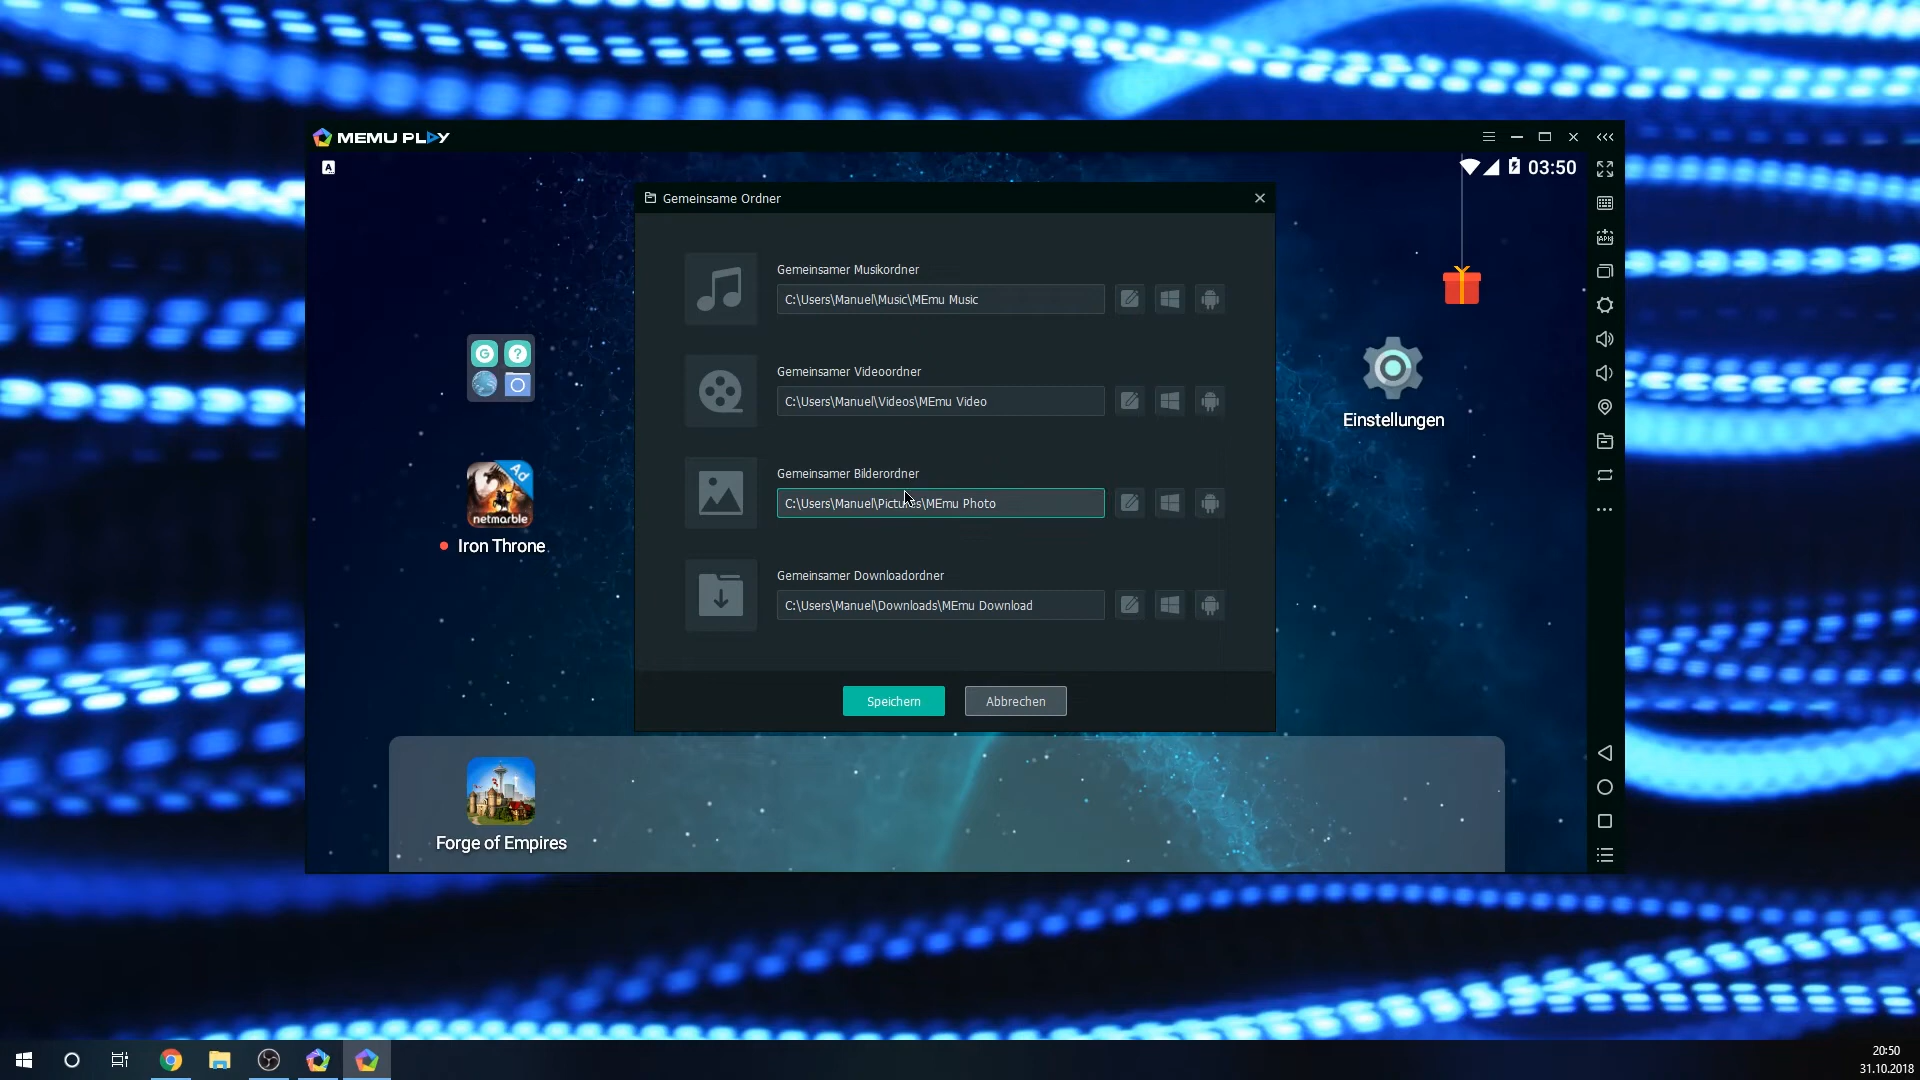 MEMU PLAY
A
03:50
Gemeinsame Ordner
Gemeinsamer Musikordner
C:\Users\Manuel\Music\MEmu Music
Gemeinsamer Videoordner
C:\Users\Manuel\Videos\MEmu Video
Gemeinsamer Bilderordner
C:\Users\Manuel\Pictures\MEmu Photo
Gemeinsamer Downloadordner
C:\Users\Manuel\Downloads\MEmu Download
Speichern
Abbrechen
G
?
Ad
netmarble
Iron Throne
Einstellungen
APK
Forge of Empires
20:50
31.10.2018